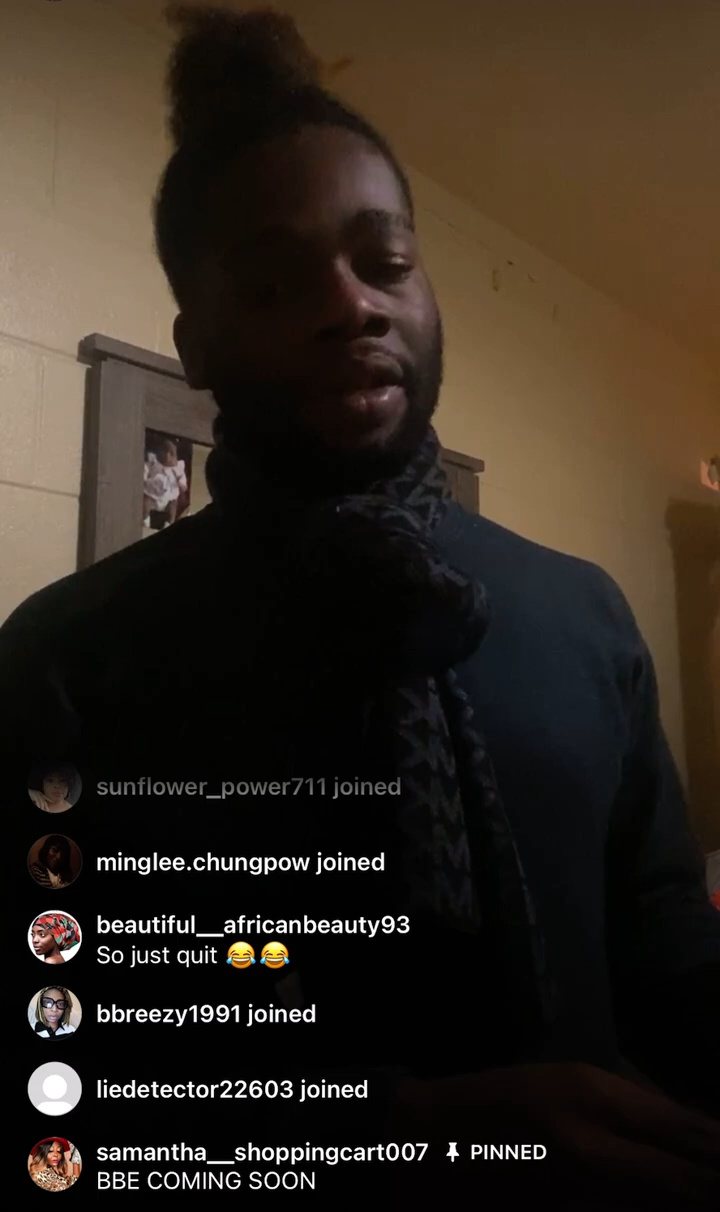 sunflower_power711 joined
minglee.chungpow joined
beautiful__africanbeauty93
So just quit 😂😂
bbreezy1991 joined
liedetector22603 joined
samantha__shoppingcart007 PINNED
BBE COMING SOON